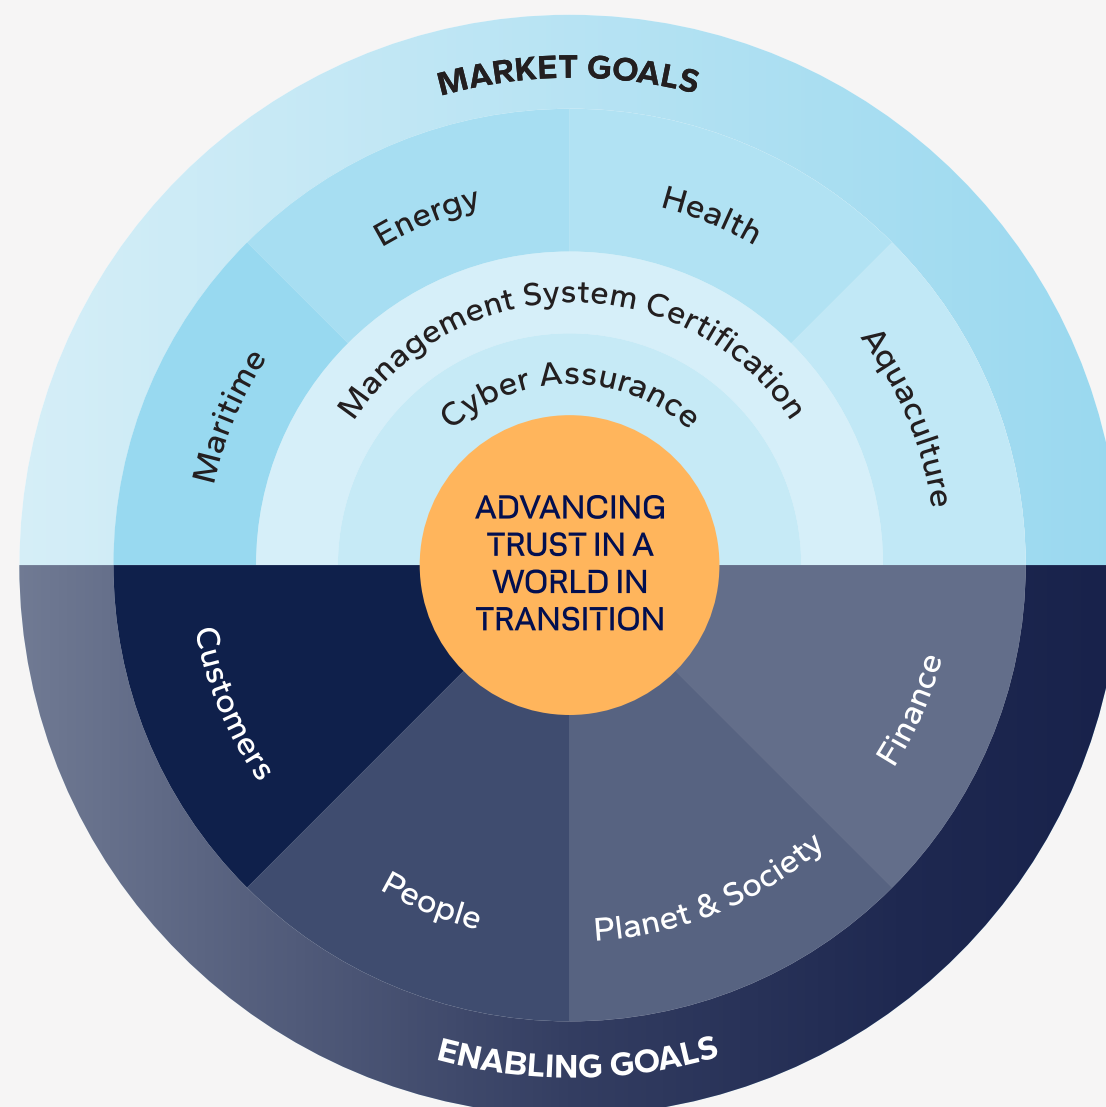 MARKET GOALS
Maritime
Energy
Health
Aquaculture
Management System Certification
Cyber Assurance
ADVANCING
TRUST IN A
WORLD IN
TRANSITION
Customers
People
Planet & Society
Finance
ENABLING GOALS